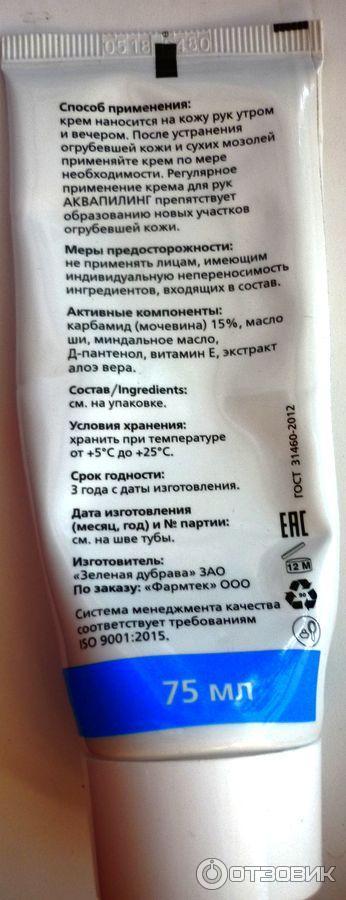 0518 480
Способ применения:
крем наносится на кожу рук утром
и вечером. После устранения
огрубевшей кожи и сухих мозолей
применяйте крем по мере
необходимости. Регулярное
применение крема для рук
АКВАПИЛИНГ препятствует
образованию новых участков
огрубевшей кожи.
Меры предосторожности:
не применять лицам, имеющим
индивидуальную непереносимость
ингредиентов, входящих в состав.
Активные компоненты:
карбамид (мочевина) 15%, масло
ши, миндальное масло,
Д-пантенол, витамин Е, экстракт
алоэ вера.
Состав/Ingredients:
см. на упаковке.
Условия хранения:
хранить при температуре
от +5°С до +25°С.
Срок годности:
3 года с даты изготовления.
Дата изготовления
(месяц, год) и № партии:
см. на шве тубы.
Изготовитель:
«Зеленая дубрава» ЗАО
По заказу: «Фармтек» ООО
Система менеджмента качества
соответствует требованиям
ISO 9001:2015.
ГОСТ 31460-2012
EAC
12 M
75 мл
ОТЗОВИК